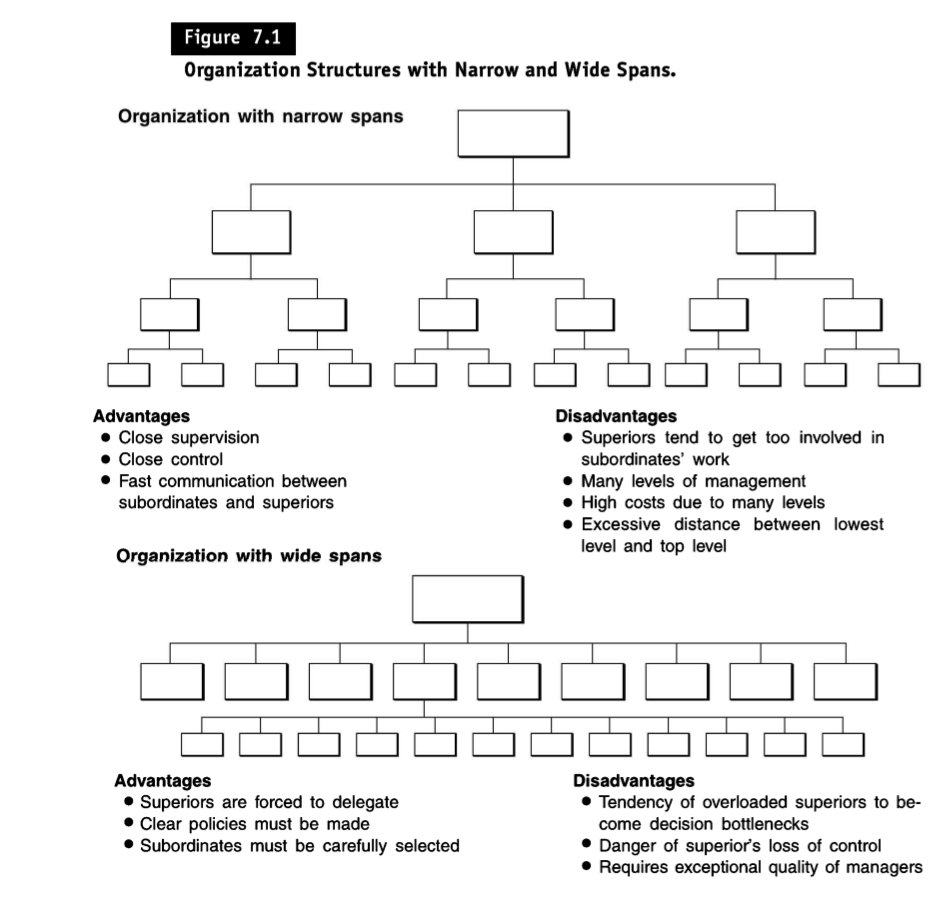 Figure 7.1
Organization Structures with Narrow and Wide Spans.
Organization with narrow spans
Advantages
• Close supervision
• Close control
• Fast communication between
subordinates and superiors
Disadvantages
• Superiors tend to get too involved in
subordinates' work
• Many levels of management
• High costs due to many levels
• Excessive distance between lowest
level and top level
Organization with wide spans
Advantages
• Superiors are forced to delegate
• Clear policies must be made
• Subordinates must be carefully selected
Disadvantages
• Tendency of overloaded superiors to be-
come decision bottlenecks
• Danger of superior's loss of control
• Requires exceptional quality of managers